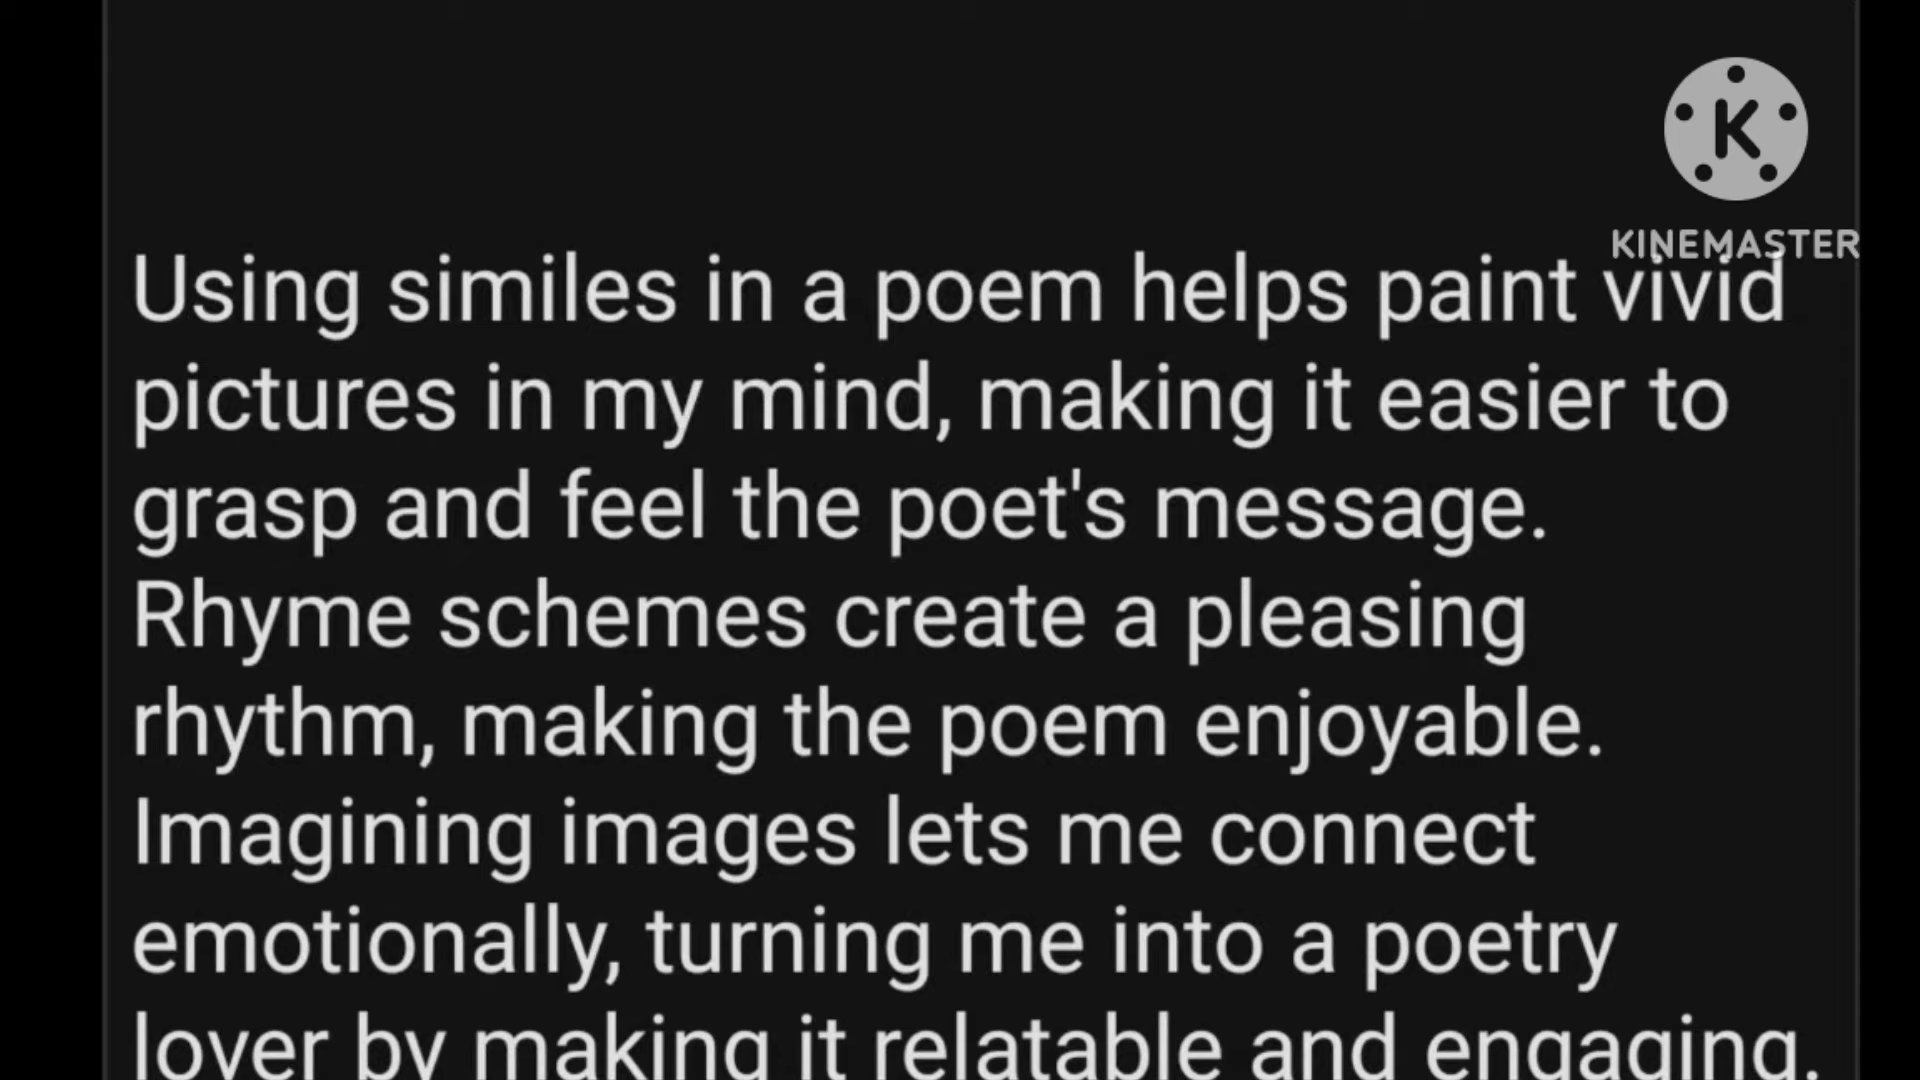 K
KINEMASTER
Using similes in a poem helps paint vivid
pictures in my mind, making it easier to
grasp and feel the poet's message.
Rhyme schemes create a pleasing
rhythm, making the poem enjoyable.
Imagining images lets me connect
emotionally, turning me into a poetry
lover by making it relatable and engaging.